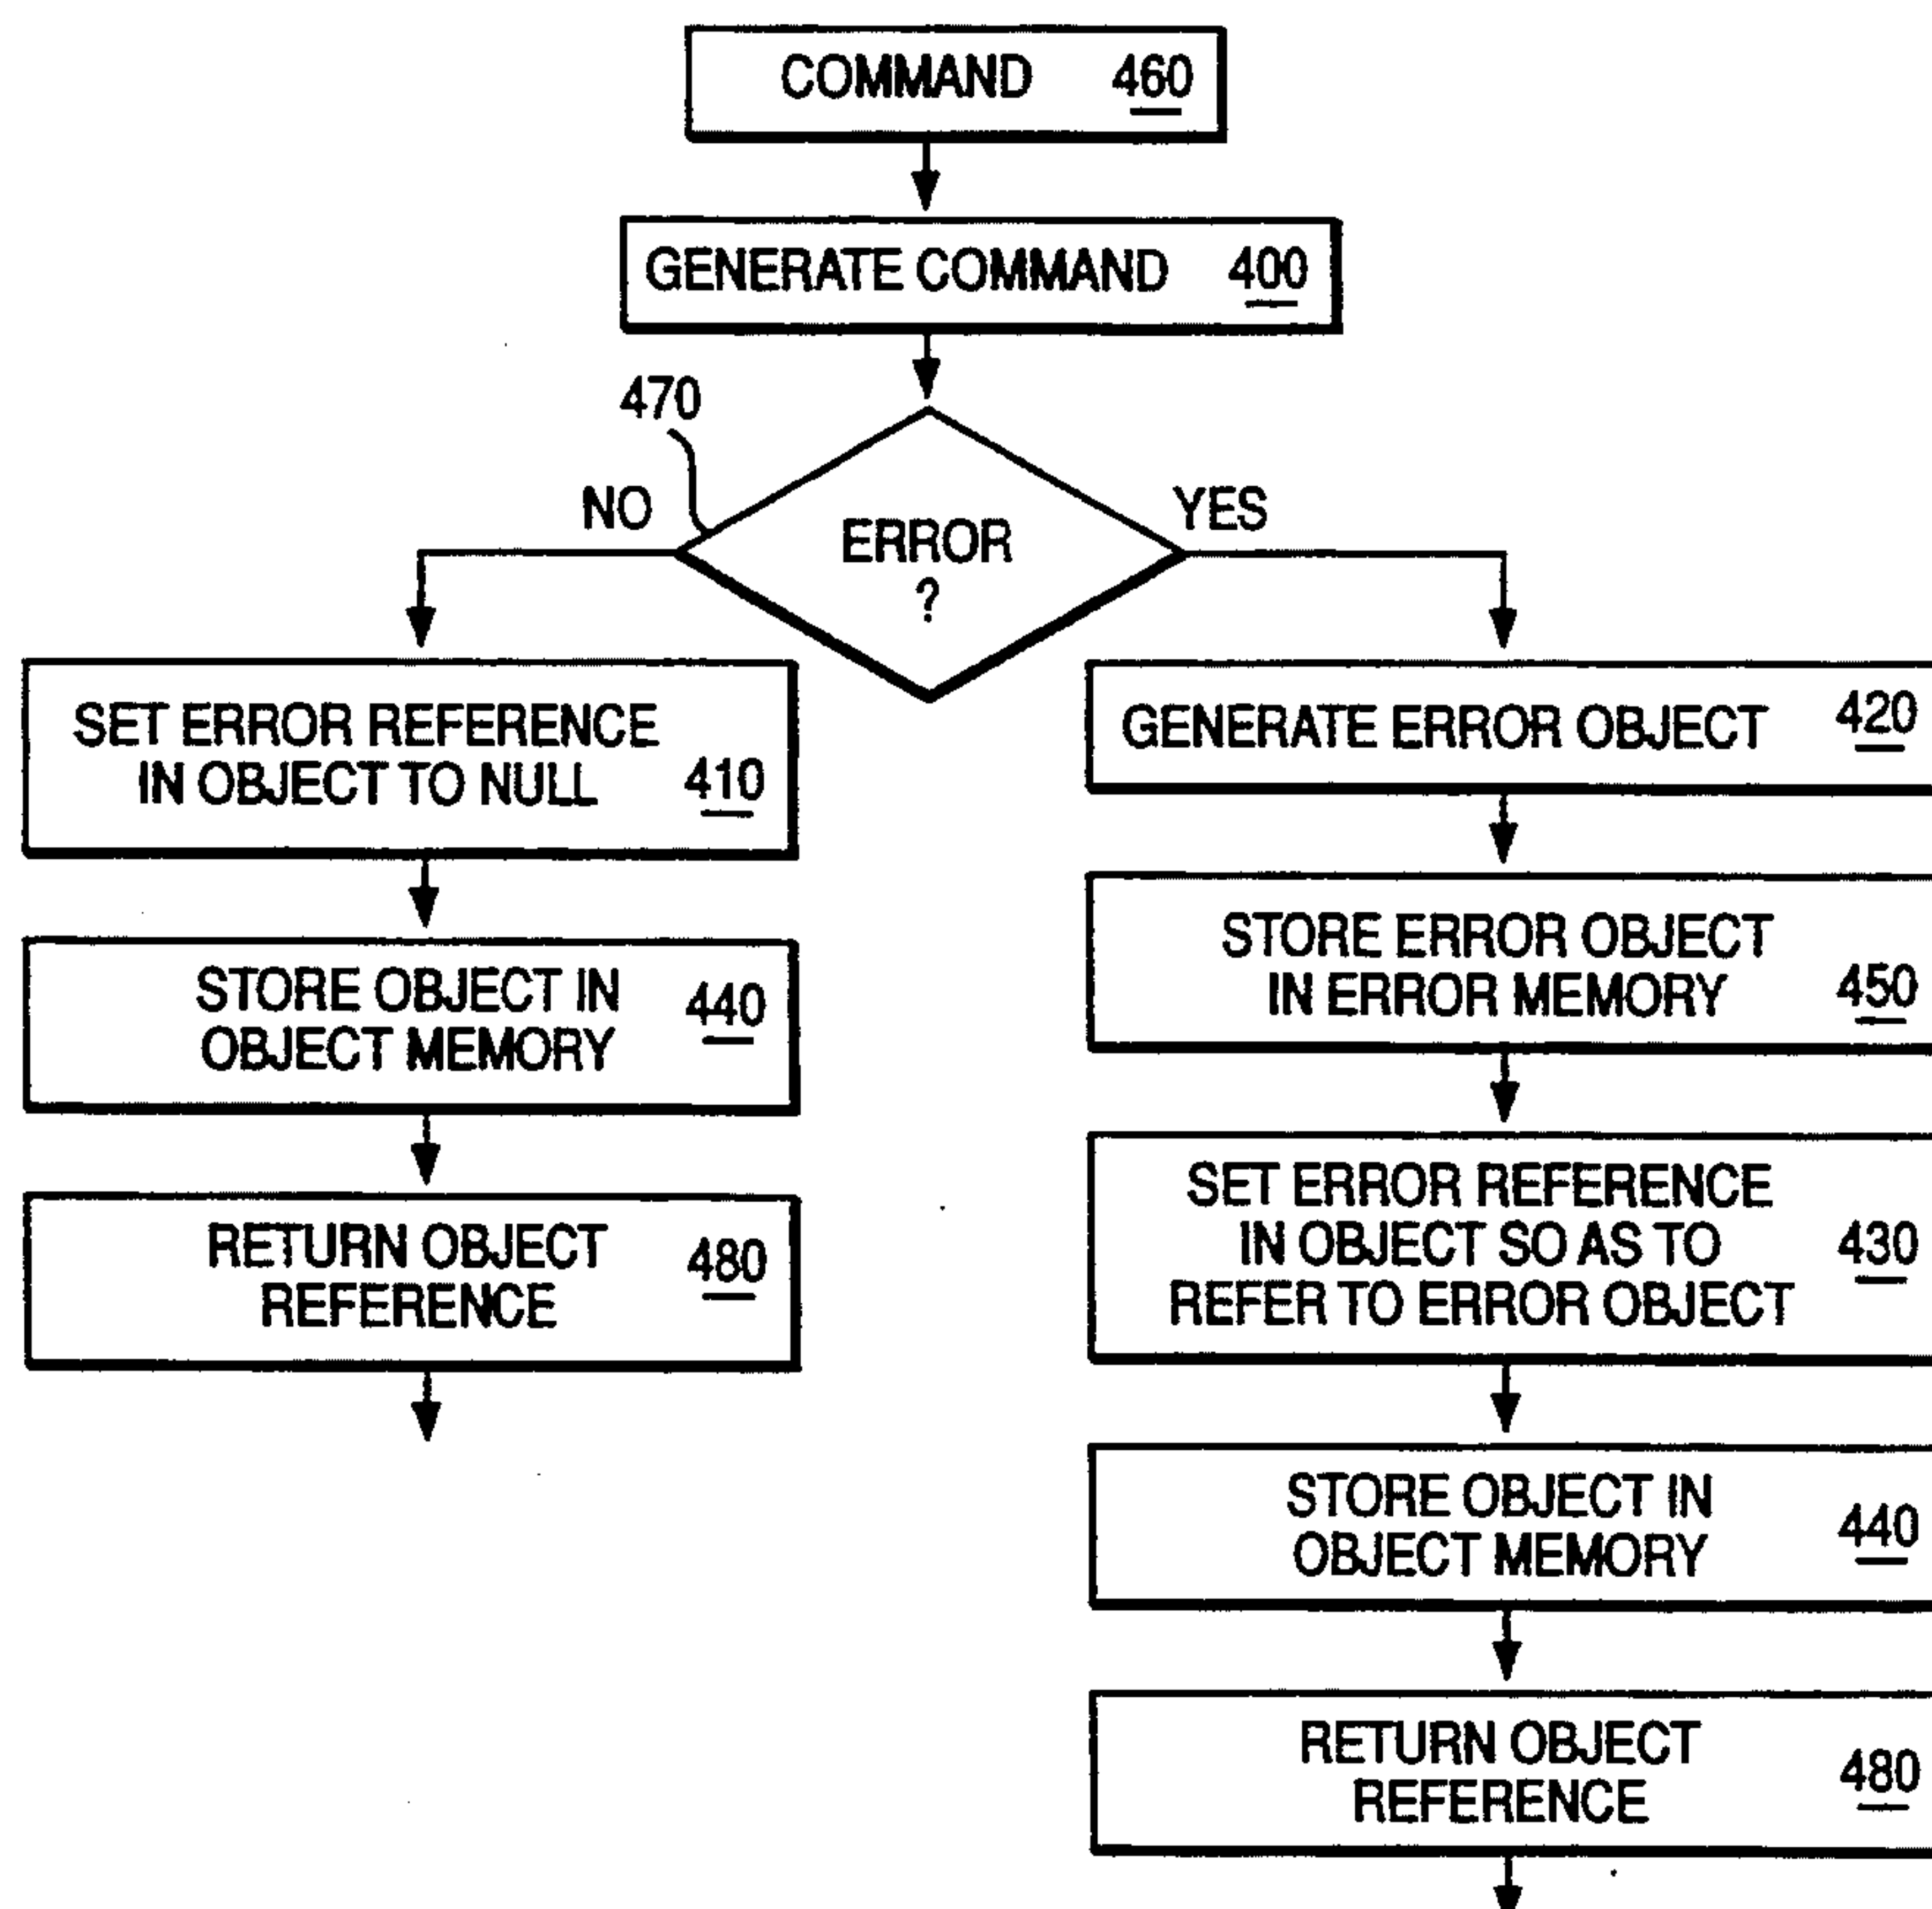 COMMAND 460
GENERATE COMMAND 400
470
NO
YES
ERROR
?
SET ERROR REFERENCE
IN OBJECT TO NULL 410
STORE OBJECT IN
OBJECT MEMORY 440
RETURN OBJECT
REFERENCE 480
GENERATE ERROR OBJECT 420
STORE ERROR OBJECT
IN ERROR MEMORY 450
SET ERROR REFERENCE
IN OBJECT SO AS TO 430
REFER TO ERROR OBJECT
STORE OBJECT IN
OBJECT MEMORY 440
RETURN OBJECT
REFERENCE 480